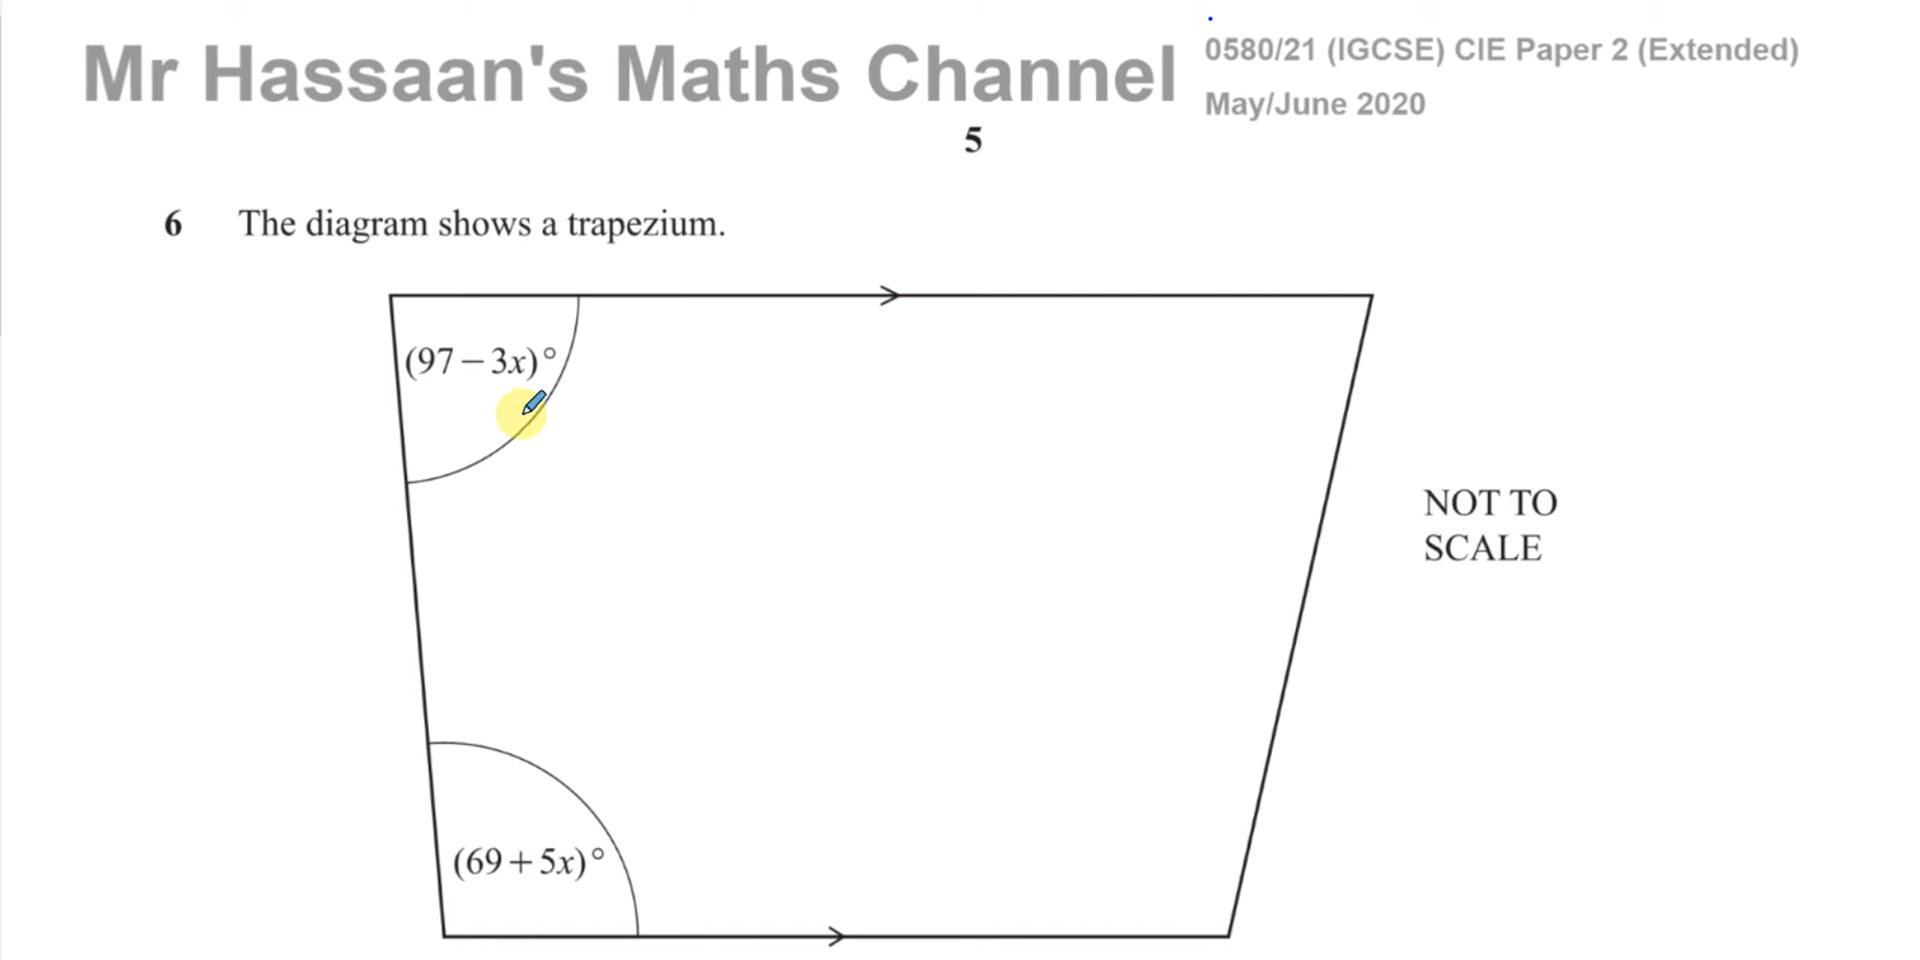 Mr Hassaan's Maths Channel
0580/21 (IGCSE) CIE Paper 2 (Extended)
May/June 2020
5
6 The diagram shows a trapezium.
(97 – 3x)°
NOT TO
SCALE
(69 + 5x)°